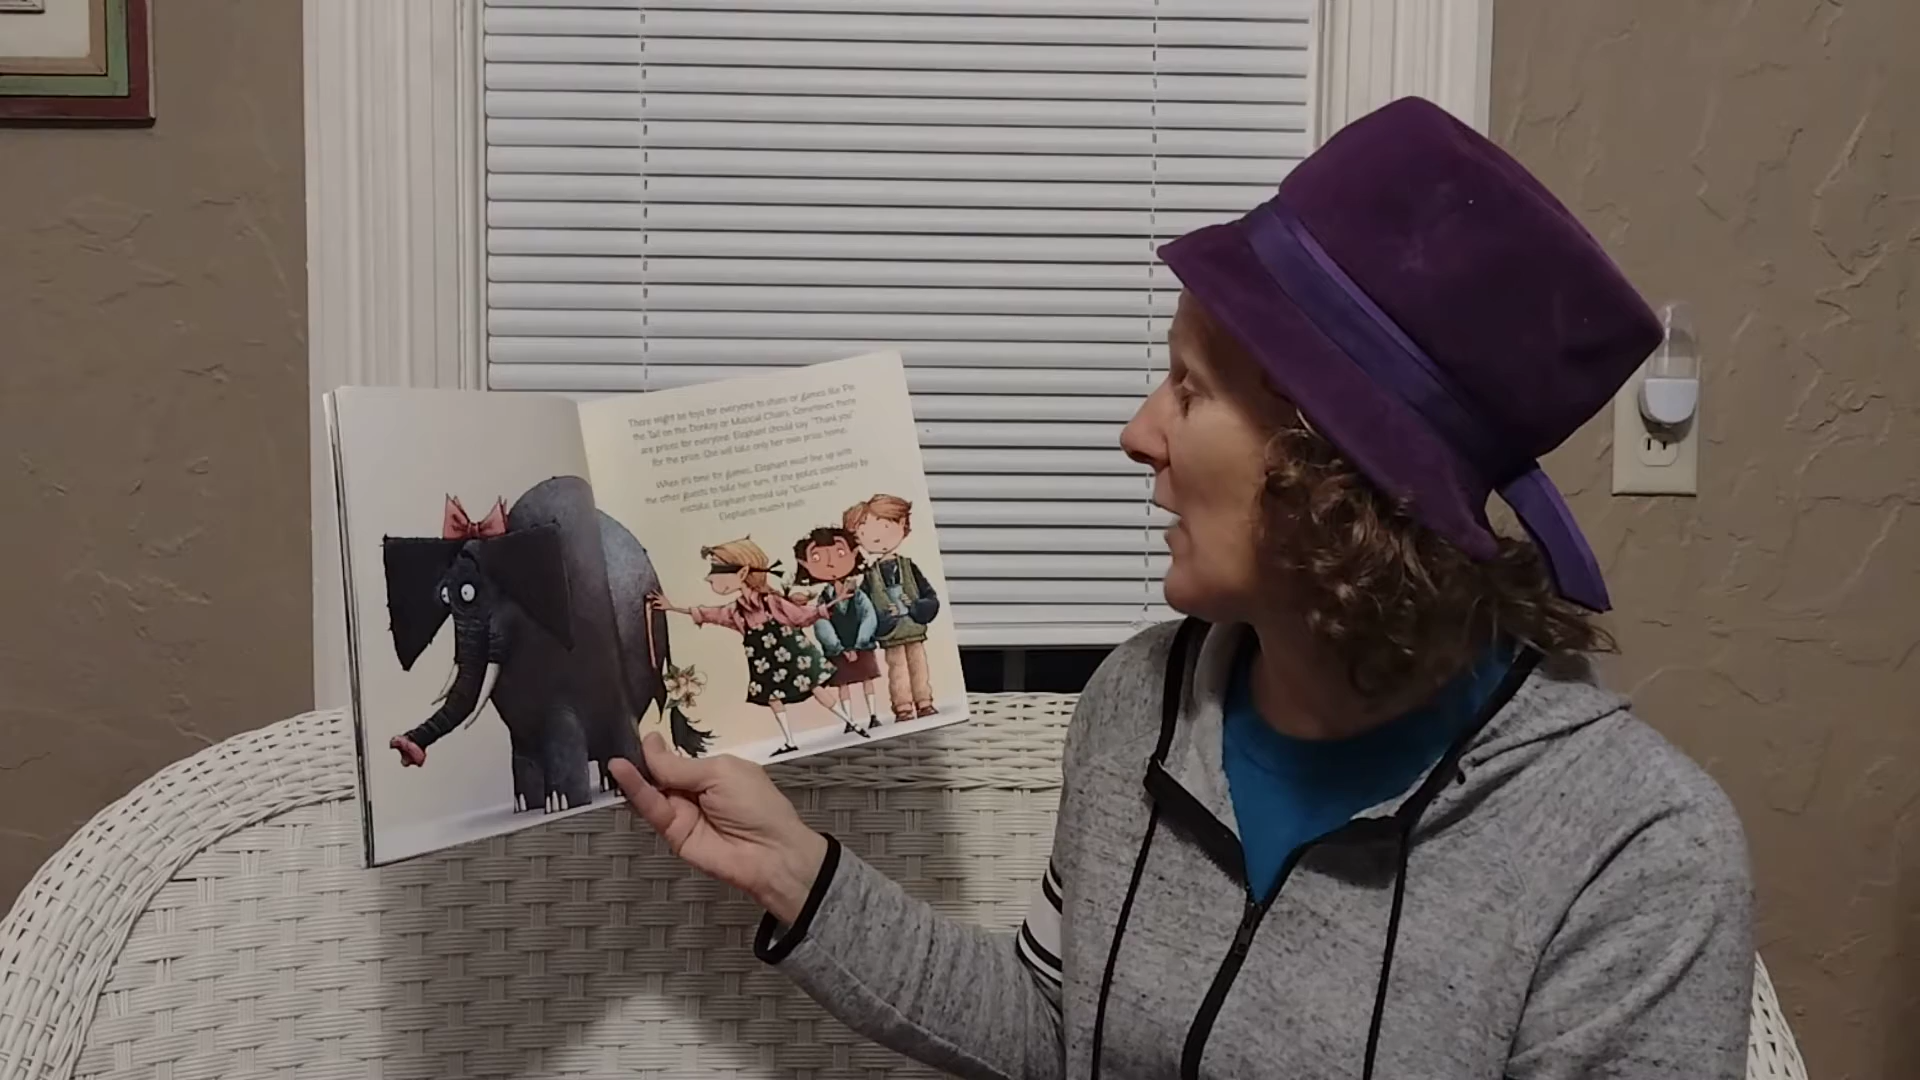 There might be toys for everyone to share or games like Pin
the Tail on the Donkey or Musical Chairs. Sometimes there
are prizes for everyone. Elephant should say "Thank you"
for the prize. She will take only her own prize home.
When it's time for games, Elephant must line up with
the other guests to take her turn. If she pokes somebody by
mistake, Elephant should say "Excuse me."
Elephants mustn't push.